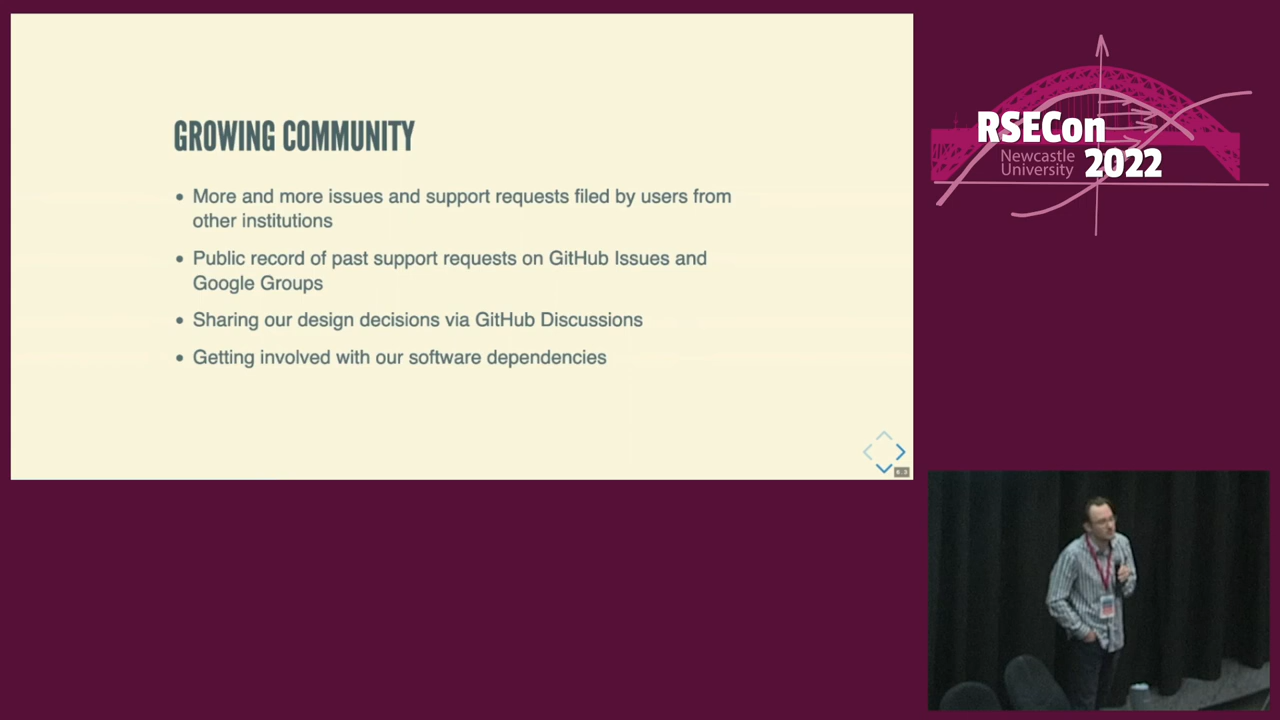 GROWING COMMUNITY
More and more issues and support requests filed by users from
other institutions
Public record of past support requests on GitHub Issues and
Google Groups
Sharing our design decisions via GitHub Discussions
Getting involved with our software dependencies
RSECon
Newcastle
University
2022